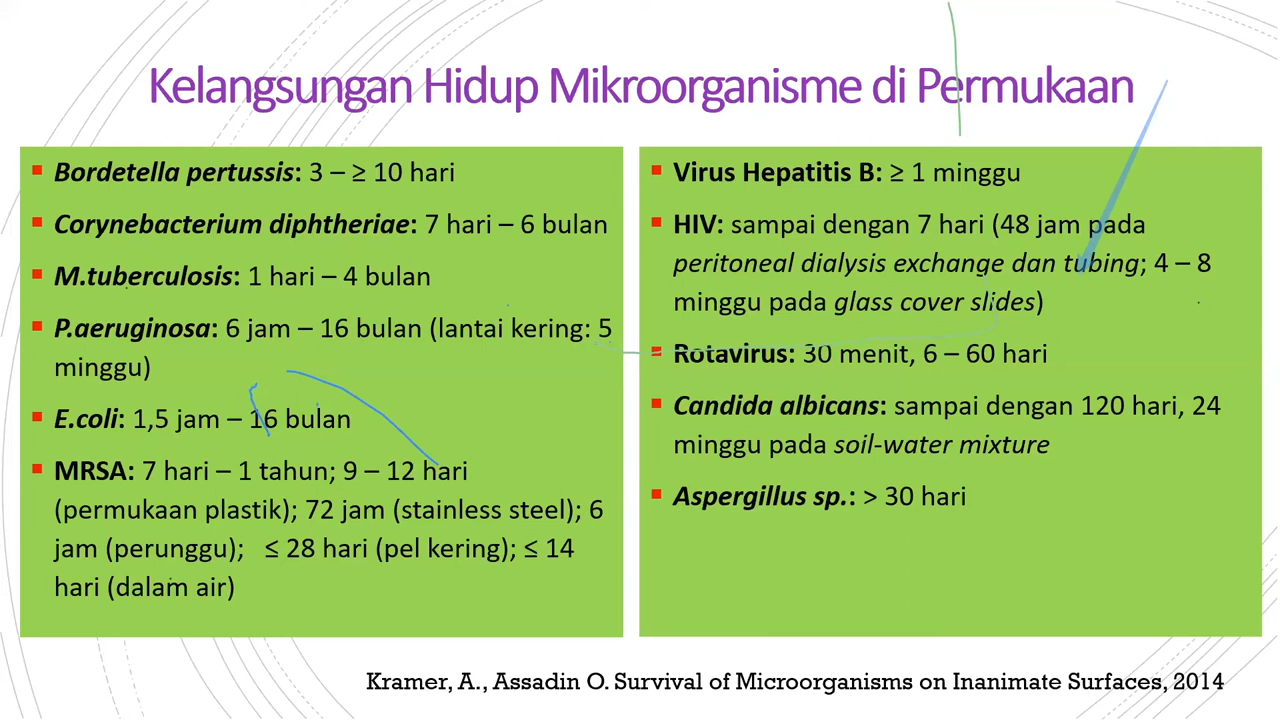 Kelangsungan Hidup Mikroorganisme di Permukaan
Bordetella pertussis: 3 – ≥ 10 hari
Corynebacterium diphtheriae: 7 hari – 6 bulan
M.tuberculosis: 1 hari – 4 bulan
P.aeruginosa: 6 jam – 16 bulan (lantai kering: 5
minggu)
E.coli: 1,5 jam – 16 bulan
MRSA: 7 hari – 1 tahun; 9 – 12 hari
(permukaan plastik); 72 jam (stainless steel); 6
jam (perunggu); ≤ 28 hari (pel kering); ≤ 14
hari (dalam air)
Virus Hepatitis B: ≥ 1 minggu
HIV: sampai dengan 7 hari (48 jam pada
peritoneal dialysis exchange dan tubing; 4 – 8
minggu pada glass cover slides)
Rotavirus: 30 menit, 6 – 60 hari
Candida albicans: sampai dengan 120 hari, 24
minggu pada soil-water mixture
Aspergillus sp.: > 30 hari
Kramer, A., Assadin O. Survival of Microorganisms on Inanimate Surfaces, 2014